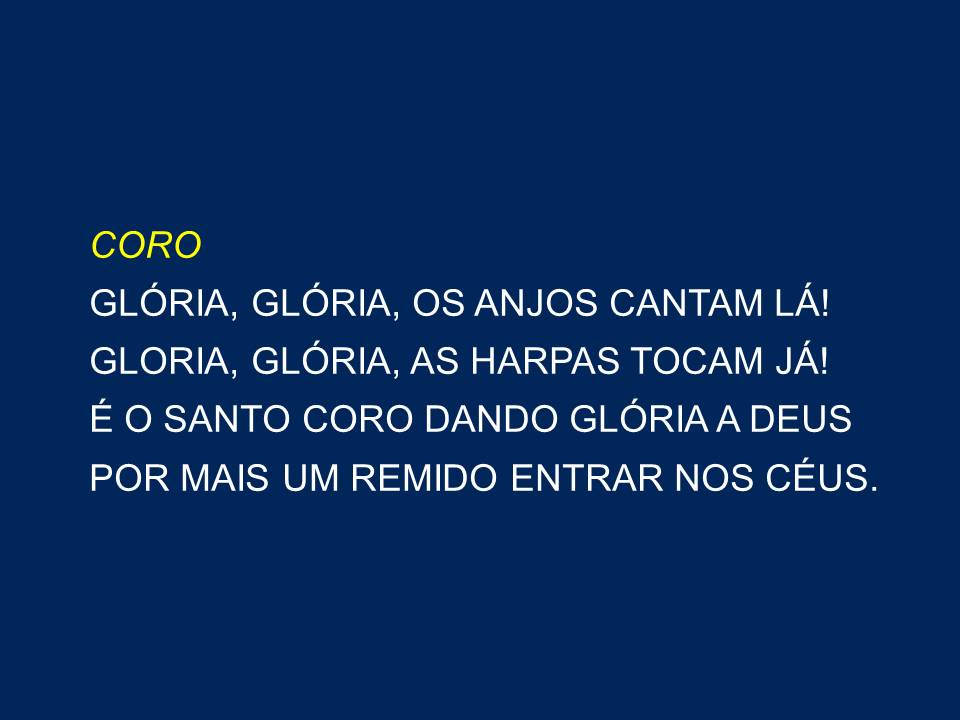 CORO
GLÓRIA, GLÓRIA, OS ANJOS CANTAM LÁ!
GLORIA, GLÓRIA, AS HARPAS TOCAM JÁ!
É O SANTO CORO DANDO GLÓRIA A DEUS
POR MAIS UM REMIDO ENTRAR NOS CÉUS.